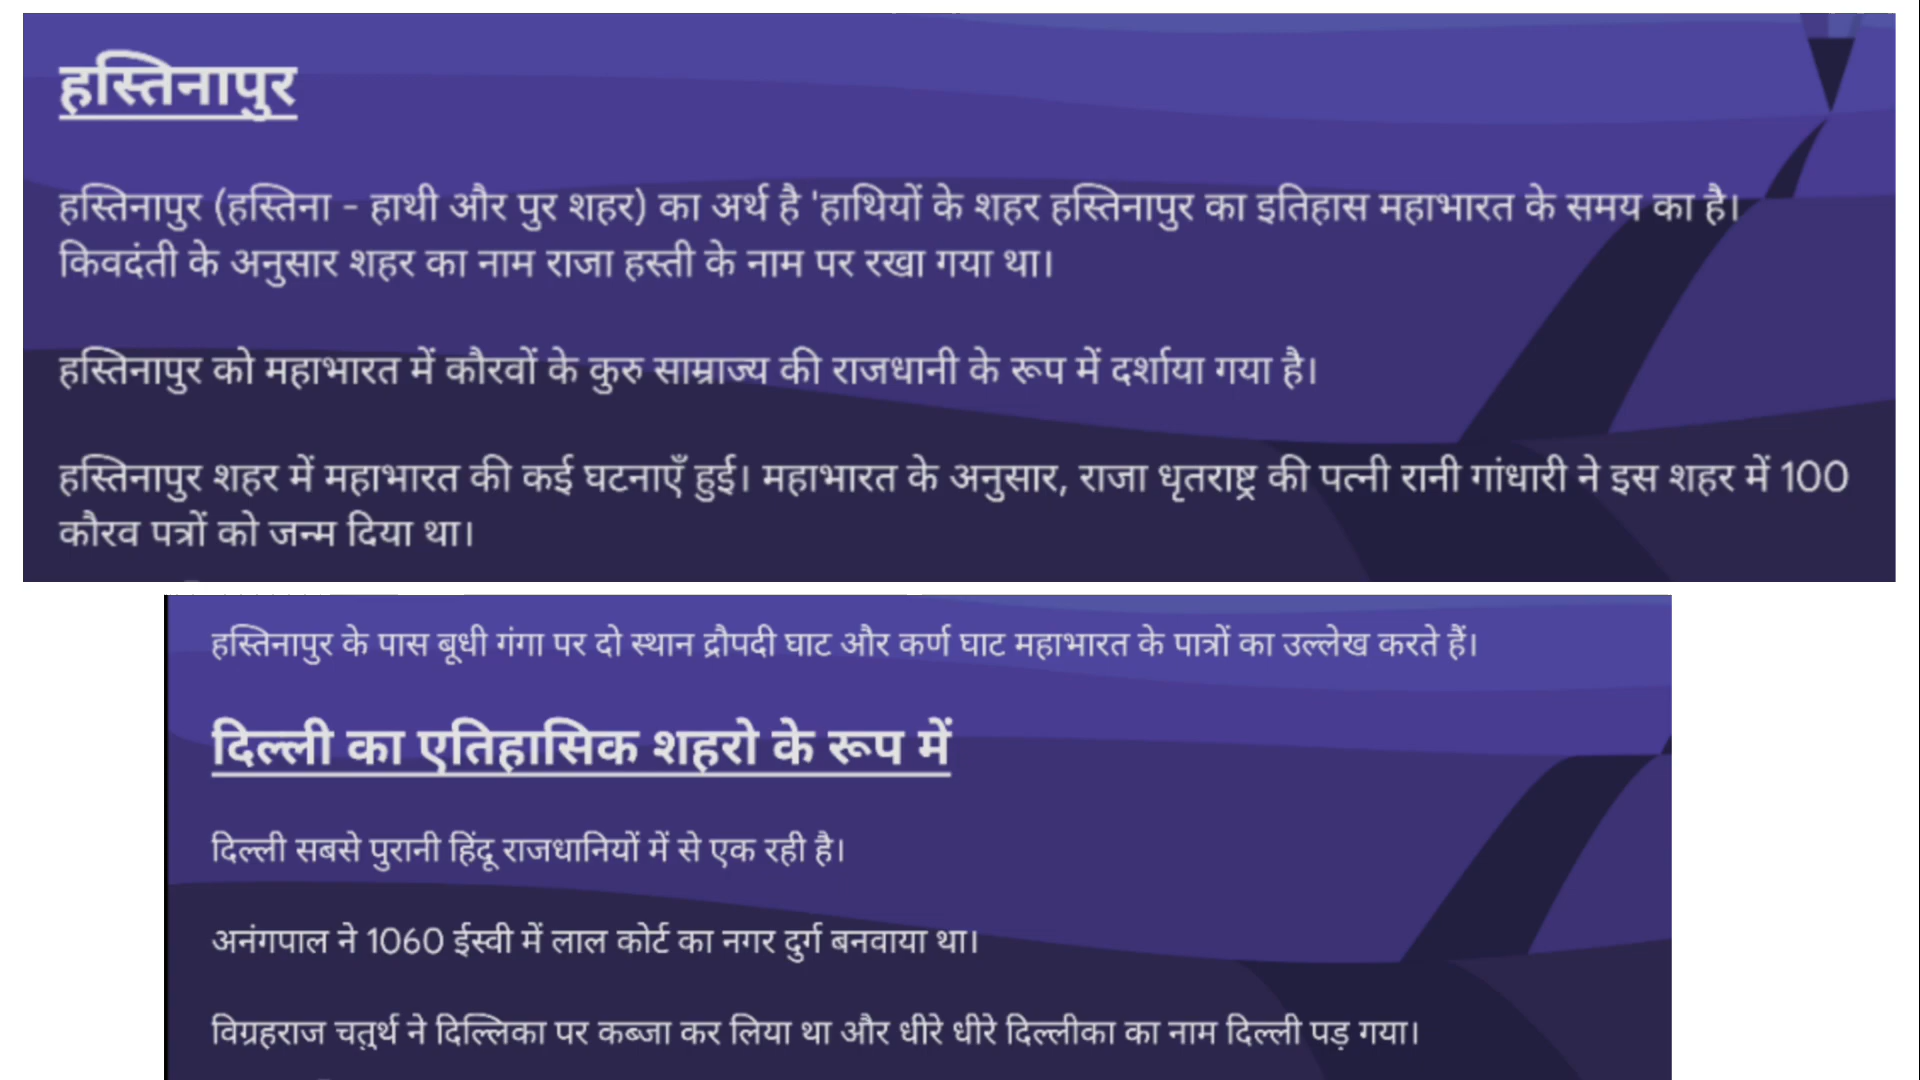 हस्तिनापुर
हस्तिनापुर (हस्तिना - हाथी और पुर शहर) का अर्थ है 'हाथियों के शहर हस्तिनापुर का इतिहास महाभारत के समय का है।
किवदंती के अनुसार शहर का नाम राजा हस्ती के नाम पर रखा गया था।
हस्तिनापुर को महाभारत में कौरवों के कुरु साम्राज्य की राजधानी के रूप में दर्शाया गया है।
हस्तिनापुर शहर में महाभारत की कई घटनाएँ हुई। महाभारत के अनुसार, राजा धृतराष्ट्र की पत्नी रानी गांधारी ने इस शहर में 100
कौरव पत्रों को जन्म दिया था।
हस्तिनापुर के पास बूधी गंगा पर दो स्थान द्रौपदी घाट और कर्ण घाट महाभारत के पात्रों का उल्लेख करते हैं।
दिल्ली का एतिहासिक शहरो के रूप में
दिल्ली सबसे पुरानी हिंदू राजधानियों में से एक रही है।
अनंगपाल ने 1060 ईस्वी में लाल कोर्ट का नगर दुर्ग बनवाया था।
विग्रहराज चतुर्थ ने दिल्लिका पर कब्जा कर लिया था और धीरे धीरे दिल्लीका का नाम दिल्ली पड़ गया।